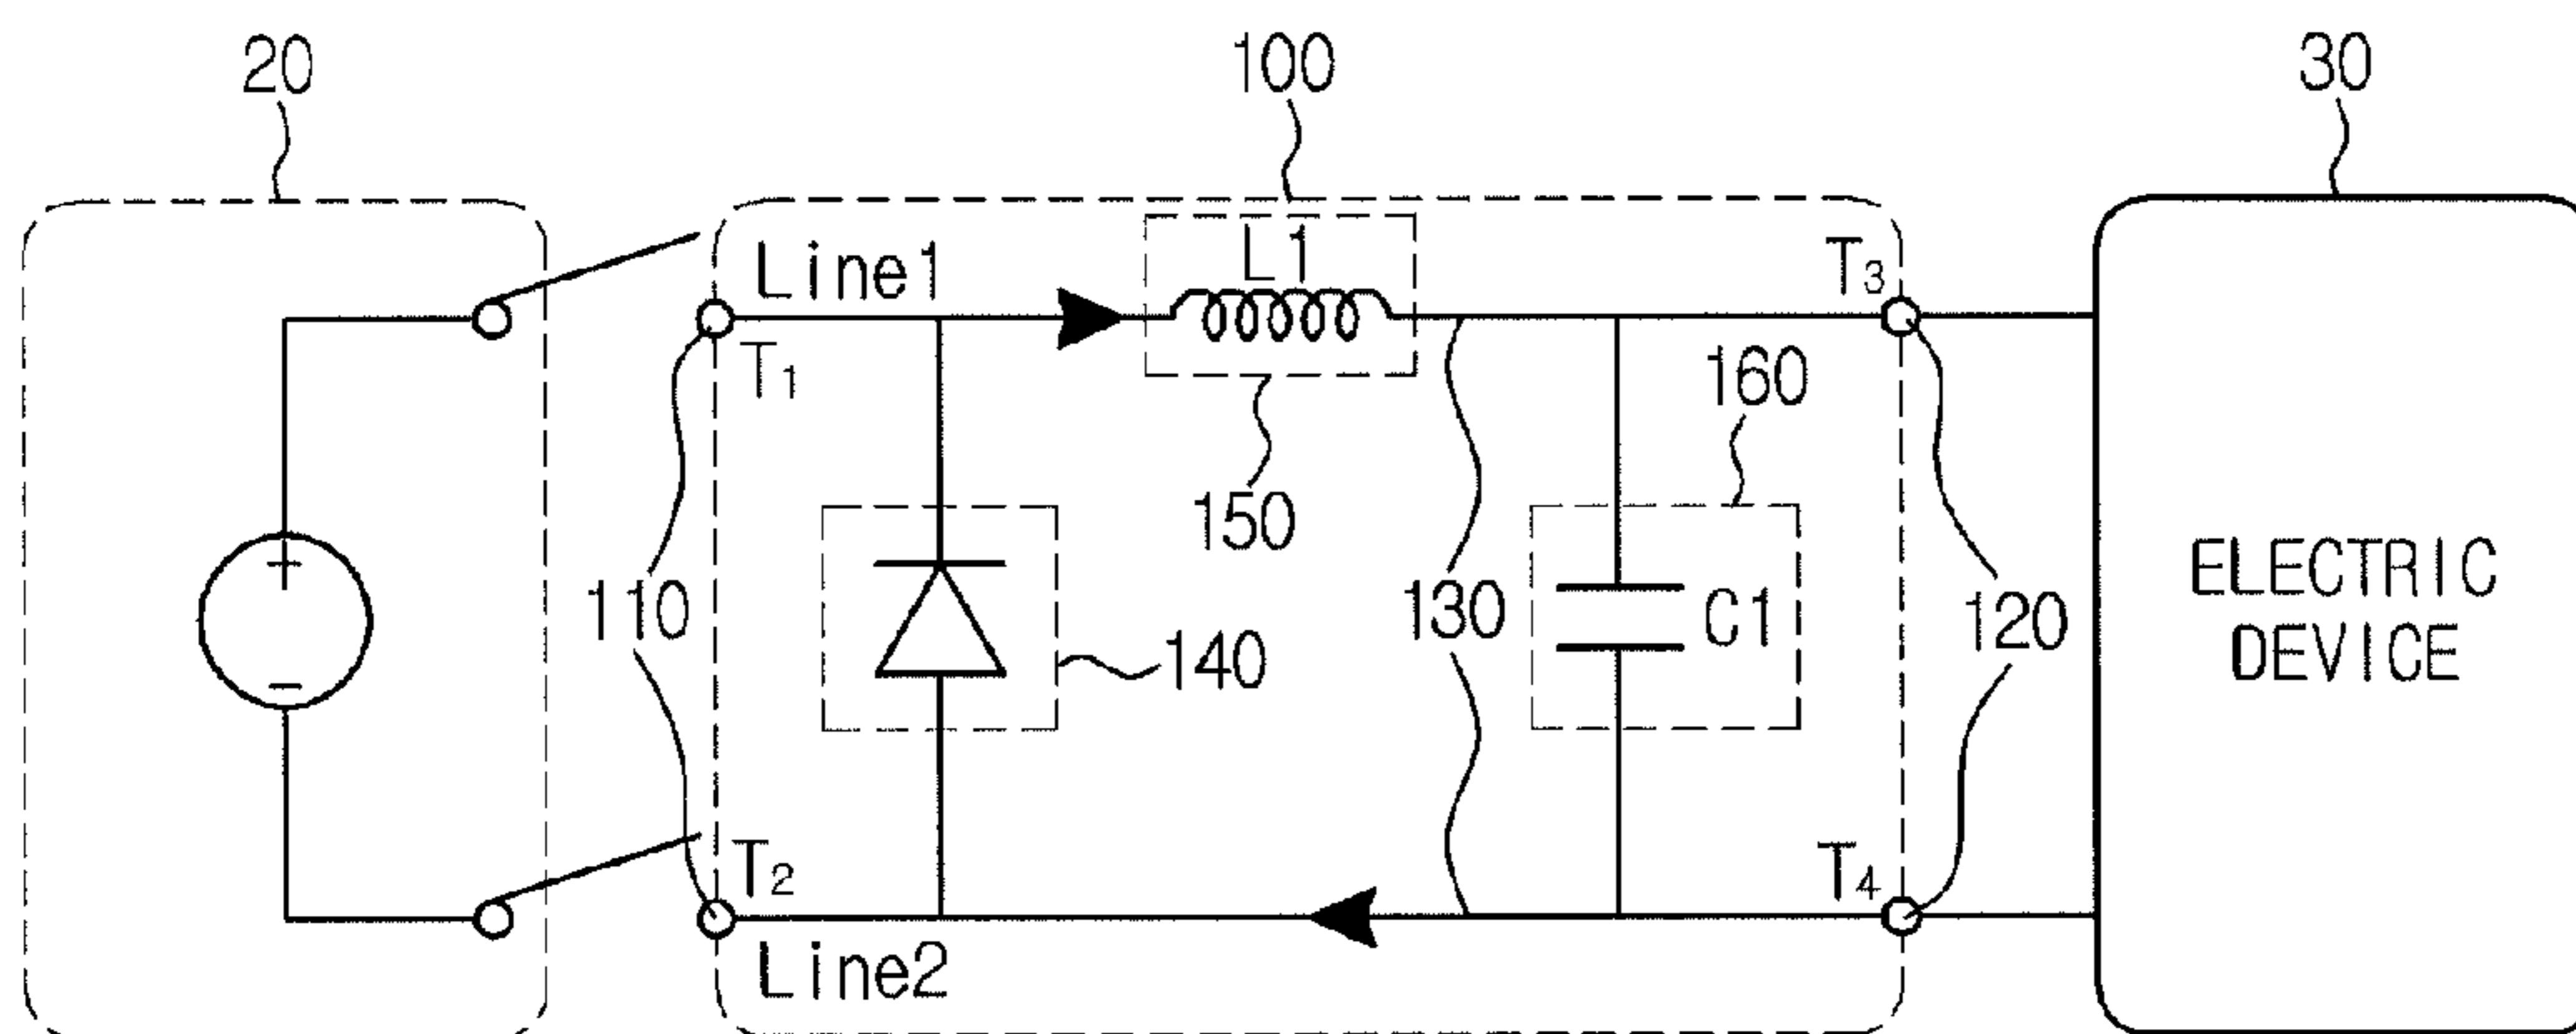 20
100
30
Line1
L1
T3
T1
160
150
+
110
130
C1
120
ELECTRIC
DEVICE
140
−
T2
T4
Line2